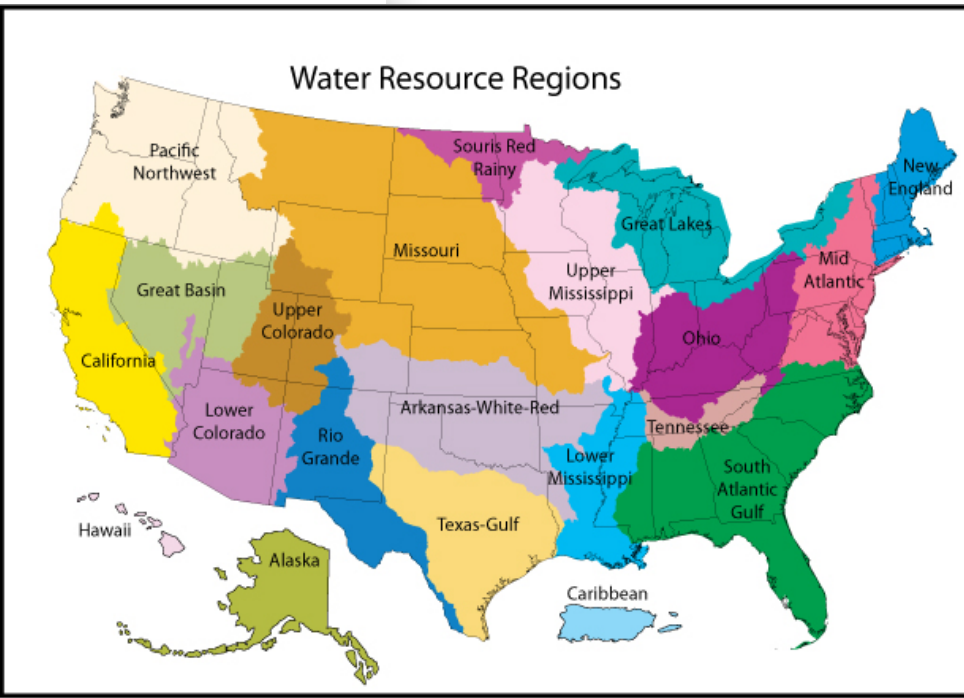 Water Resource Regions
Pacific
Northwest
Souris Red
Rainy
New
England
Great Lakes
Missouri
Mid
Atlantic
Upper
Mississippi
Great Basin
Upper
Colorado
Ohio
California
Lower
Colorado
Arkansas-White-Red
Tennessee
Rio
Grande
Lower
Mississippi
South
Atlantic
Gulf
Texas-Gulf
Hawaii
Alaska
Caribbean